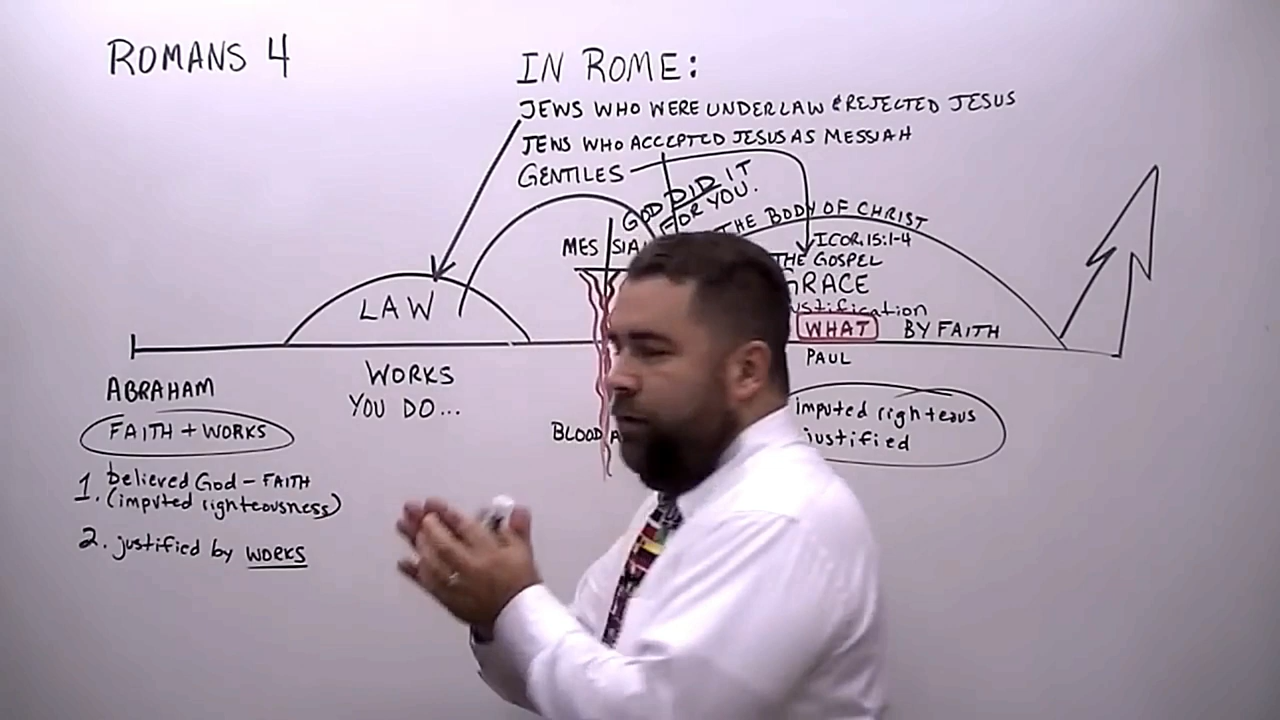 ROMANS 4
IN ROME:
JEWS WHO WERE UNDER LAW & REJECTED JESUS
JEWS WHO ACCEPTED JESUS AS MESSIAH
GENTILES
GOD DID IT
FOR YOU.
THE BODY OF CHRIST
MESSIA
I COR. 15:1-4
THE GOSPEL
GRACE
LAW
WHAT BY FAITH
PAUL
ABRAHAM
WORKS
YOU DO...
FAITH + WORKS
BLOOD
imputed righteous
justified
1. believed God - FAITH
(imputed righteousness)
2. justified by WORKS